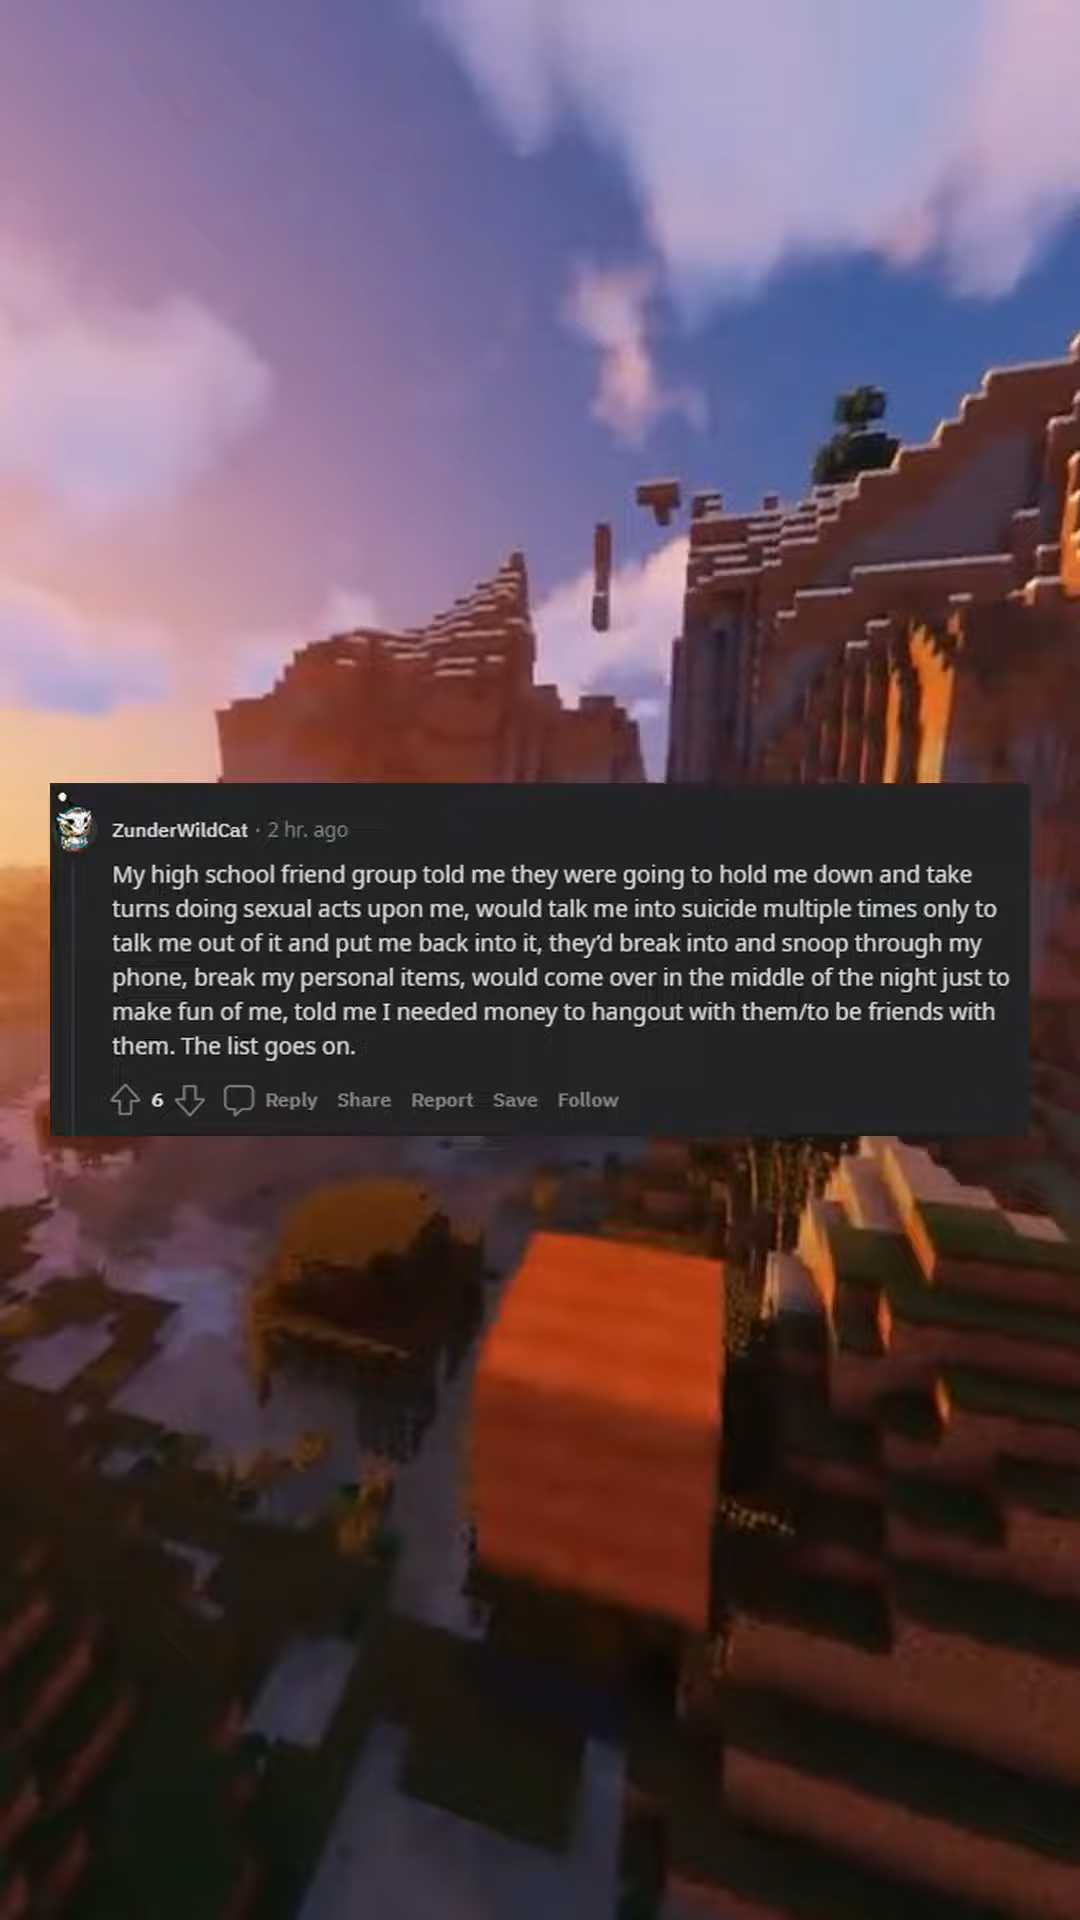 ZunderWildCat · 2 hr. ago
My high school friend group told me they were going to hold me down and take
turns doing sexual acts upon me, would talk me into suicide multiple times only to
talk me out of it and put me back into it, they'd break into and snoop through my
phone, break my personal items, would come over in the middle of the night just to
make fun of me, told me I needed money to hangout with them/to be friends with
them. The list goes on.
6 Reply Share Report Save Follow